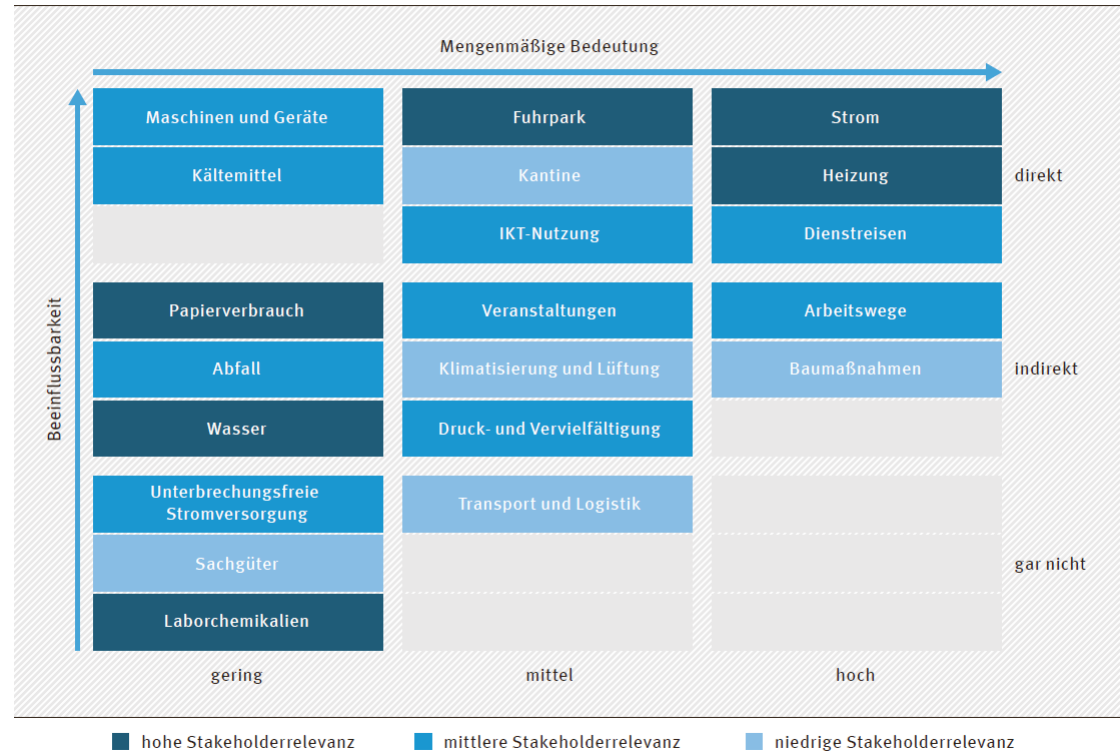 Mengenmäßige Bedeutung
Maschinen und Geräte
Fuhrpark
Strom
Kältemittel
Kantine
Heizung
direkt
IKT-Nutzung
Dienstreisen
Beeinflussbarkeit
Papierverbrauch
Veranstaltungen
Arbeitswege
Abfall
Klimatisierung und Lüftung
Baumaßnahmen
indirekt
Wasser
Druck- und Vervielfältigung
Unterbrechungsfreie
Stromversorgung
Transport und Logistik
Sachgüter
gar nicht
Laborchemikalien
gering
mittel
hoch
hohe Stakeholderrelevanz
mittlere Stakeholderrelevanz
niedrige Stakeholderrelevanz